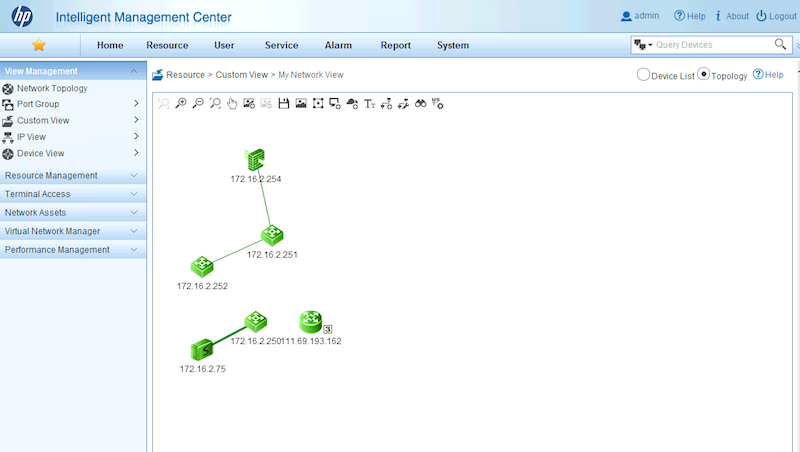 hp Intelligent Management Center
admin Help About Logout
Home Resource User Service Alarm Report System
Query Devices
View Management
Network Topology
Port Group
Custom View
IP View
Device View
Resource Management
Terminal Access
Network Assets
Virtual Network Manager
Performance Management
Resource > Custom View > My Network View
Device List Topology Help
172.16.2.254
172.16.2.251
172.16.2.252
172.16.2.250
111.69.193.162
172.16.2.75